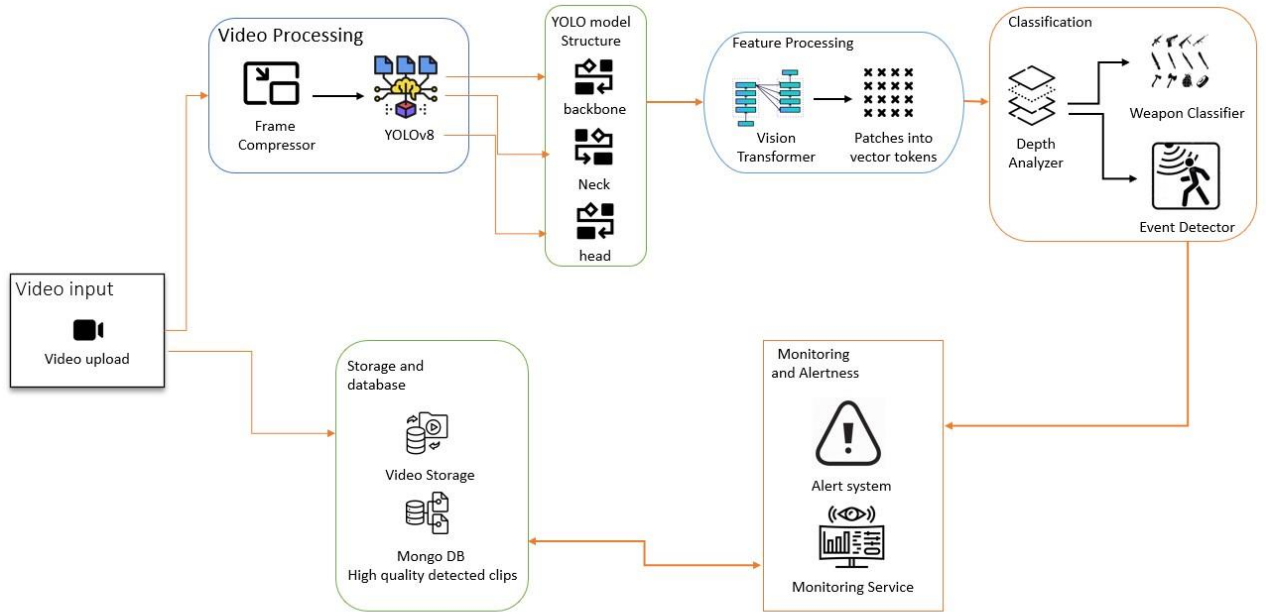 Video Processing
Frame
Compressor
YOLOv8
YOLO model
Structure
backbone
Neck
head
Feature Processing
Vision
Transformer
Patches into
vector tokens
Classification
Depth
Analyzer
Weapon Classifier
Event Detector
Video input
Video upload
Storage and
database
Video Storage
Mongo DB
High quality detected clips
Monitoring
and Alertness
Alert system
Monitoring Service